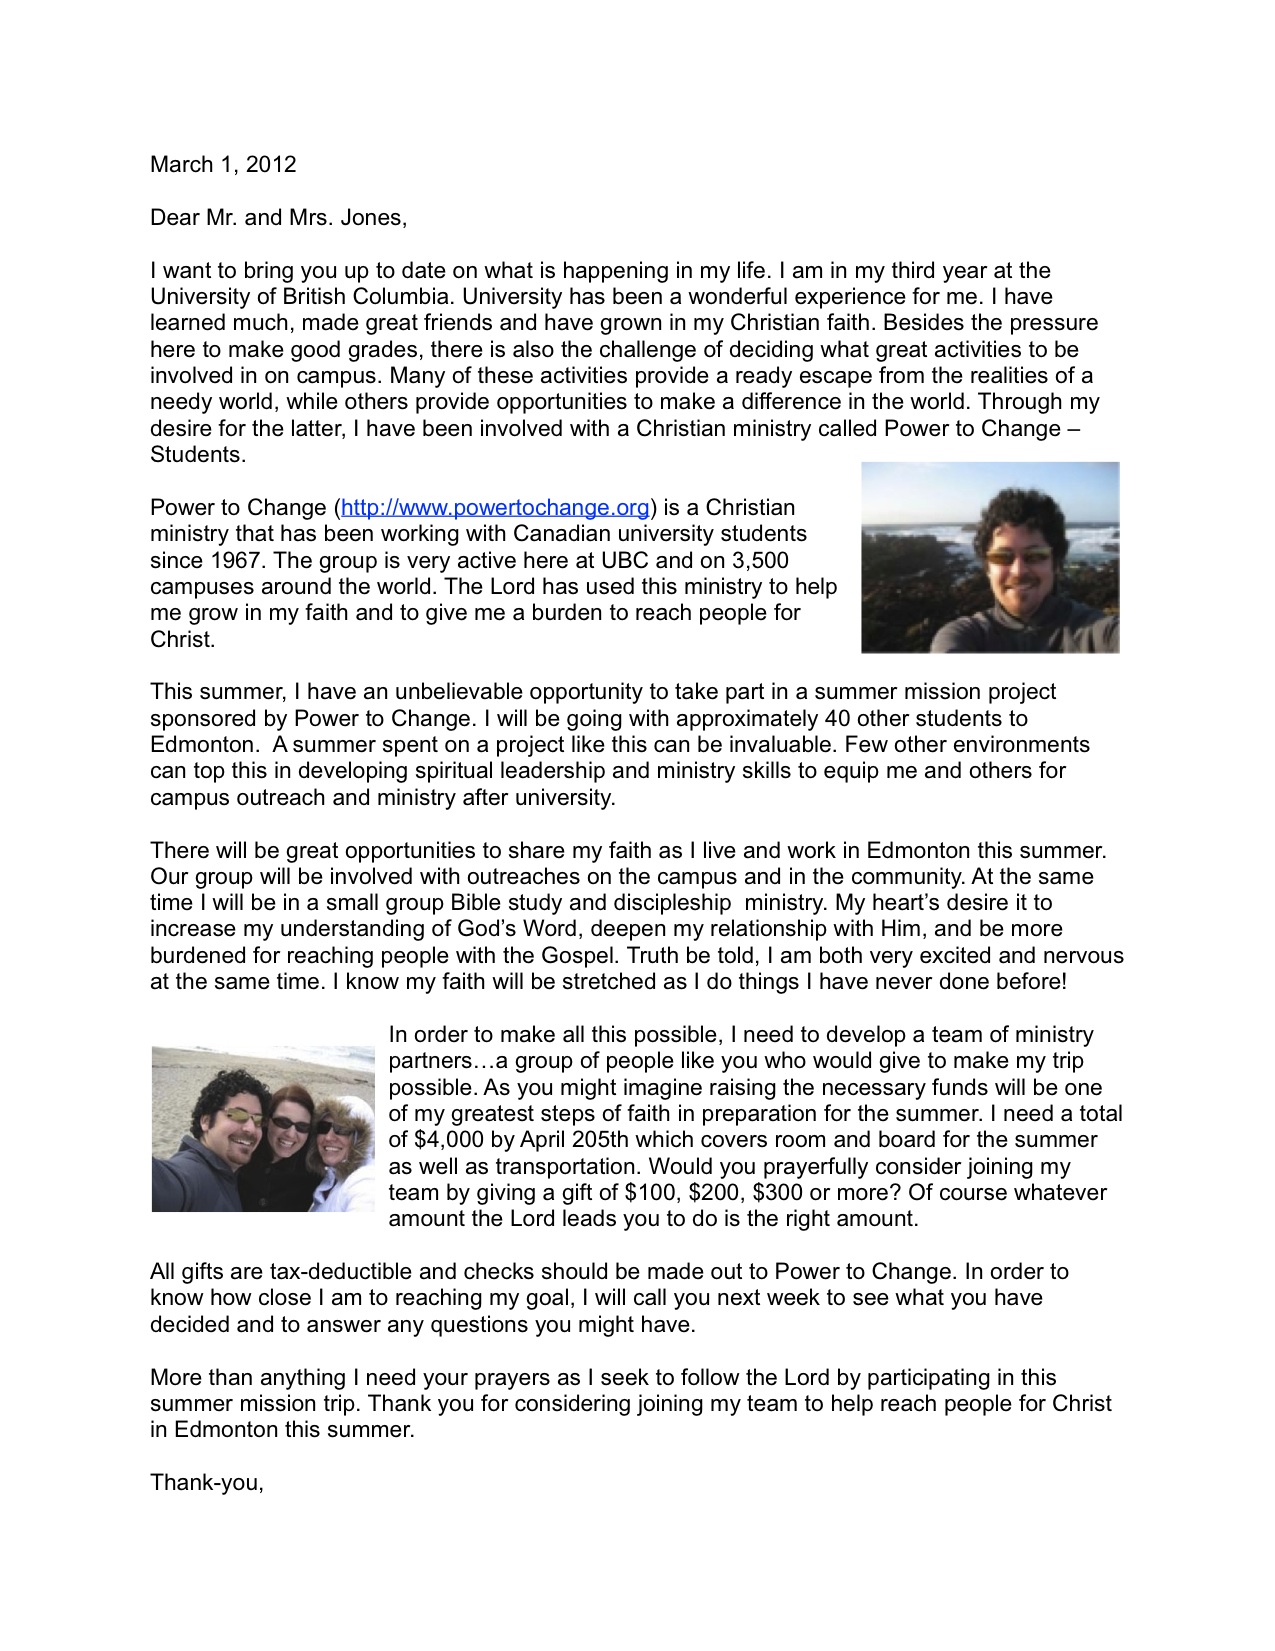 March 1, 2012
Dear Mr. and Mrs. Jones,
I want to bring you up to date on what is happening in my life. I am in my third year at the
University of British Columbia. University has been a wonderful experience for me. I have
learned much, made great friends and have grown in my Christian faith. Besides the pressure
here to make good grades, there is also the challenge of deciding what great activities to be
involved in on campus. Many of these activities provide a ready escape from the realities of a
needy world, while others provide opportunities to make a difference in the world. Through my
desire for the latter, I have been involved with a Christian ministry called Power to Change –
Students.
Power to Change (http://www.powertochange.org) is a Christian
ministry that has been working with Canadian university students
since 1967. The group is very active here at UBC and on 3,500
campuses around the world. The Lord has used this ministry to help
me grow in my faith and to give me a burden to reach people for
Christ.
This summer, I have an unbelievable opportunity to take part in a summer mission project
sponsored by Power to Change. I will be going with approximately 40 other students to
Edmonton.  A summer spent on a project like this can be invaluable. Few other environments
can top this in developing spiritual leadership and ministry skills to equip me and others for
campus outreach and ministry after university.
There will be great opportunities to share my faith as I live and work in Edmonton this summer.
Our group will be involved with outreaches on the campus and in the community. At the same
time I will be in a small group Bible study and discipleship  ministry. My heart’s desire it to
increase my understanding of God’s Word, deepen my relationship with Him, and be more
burdened for reaching people with the Gospel. Truth be told, I am both very excited and nervous
at the same time. I know my faith will be stretched as I do things I have never done before!
In order to make all this possible, I need to develop a team of ministry
partners…a group of people like you who would give to make my trip
possible. As you might imagine raising the necessary funds will be one
of my greatest steps of faith in preparation for the summer. I need a total
of $4,000 by April 205th which covers room and board for the summer
as well as transportation. Would you prayerfully consider joining my
team by giving a gift of $100, $200, $300 or more? Of course whatever
amount the Lord leads you to do is the right amount.
All gifts are tax-deductible and checks should be made out to Power to Change. In order to
know how close I am to reaching my goal, I will call you next week to see what you have
decided and to answer any questions you might have.
More than anything I need your prayers as I seek to follow the Lord by participating in this
summer mission trip. Thank you for considering joining my team to help reach people for Christ
in Edmonton this summer.
Thank-you,